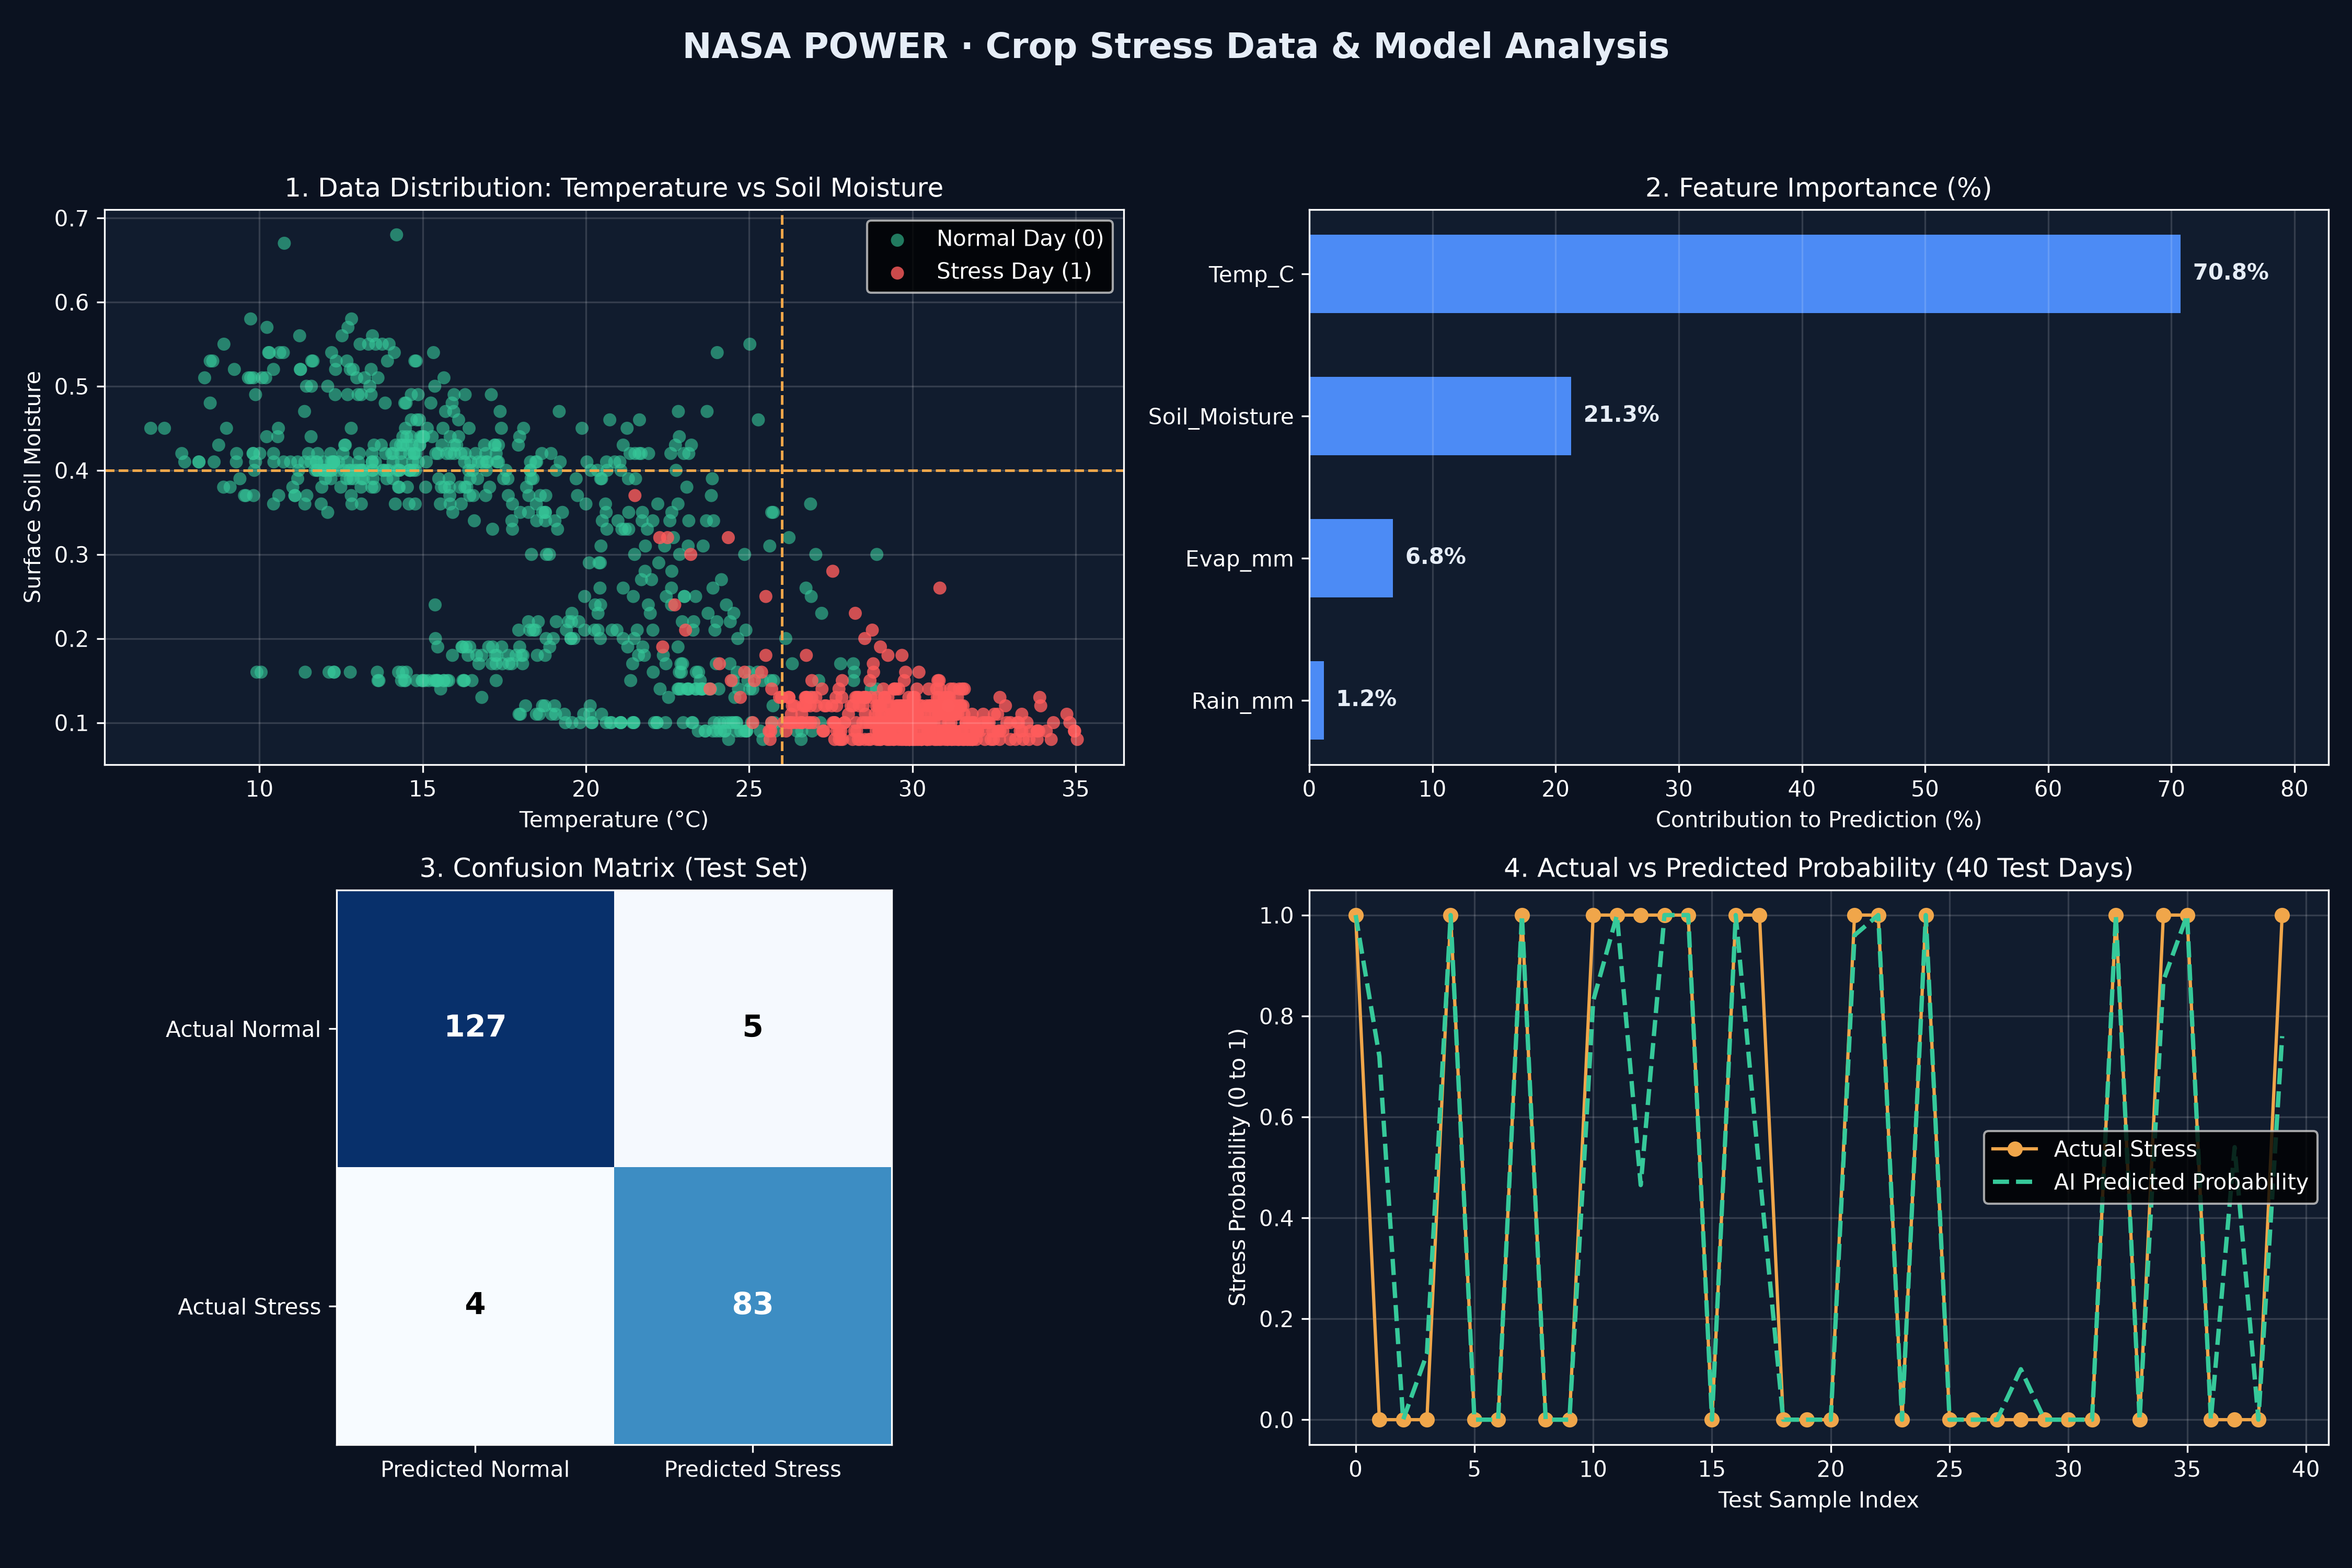 NASA POWER · Crop Stress Data & Model Analysis
1. Data Distribution: Temperature vs Soil Moisture
Normal Day (0)
Stress Day (1)
Surface Soil Moisture
0.7
0.6
0.5
0.4
0.3
0.2
0.1
10 15 20 25 30 35
Temperature (°C)
2. Feature Importance (%)
Temp_C 70.8%
Soil_Moisture 21.3%
Evap_mm 6.8%
Rain_mm 1.2%
0 10 20 30 40 50 60 70 80
Contribution to Prediction (%)
3. Confusion Matrix (Test Set)
Actual Normal 127 5
Actual Stress 4 83
Predicted Normal Predicted Stress
4. Actual vs Predicted Probability (40 Test Days)
Stress Probability (0 to 1)
1.0
0.8
0.6
0.4
0.2
0.0
Actual Stress
AI Predicted Probability
0 5 10 15 20 25 30 35 40
Test Sample Index